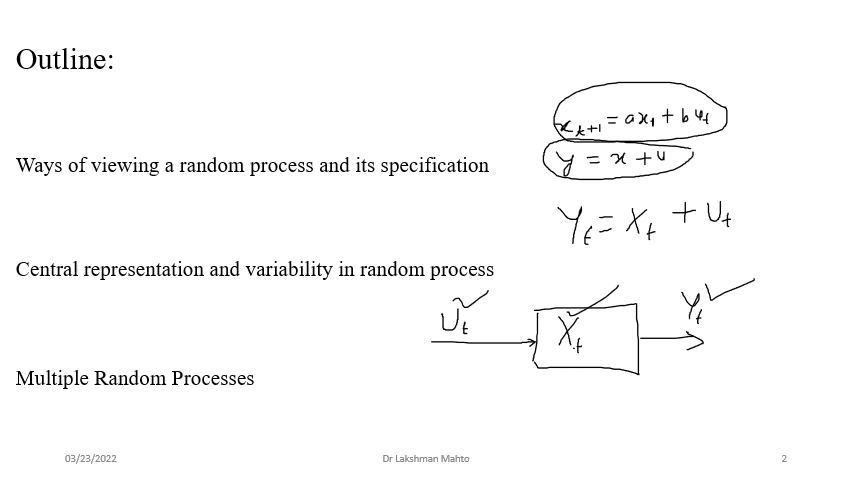 Outline:
x_{t+1} = ax_t + bu_t
Ways of viewing a random process and its specification
y = x + u
Y_t = X_t + U_t
Central representation and variability in random process
U_t
X_t
Y_t
Multiple Random Processes
03/23/2022
Dr Lakshman Mahto
2